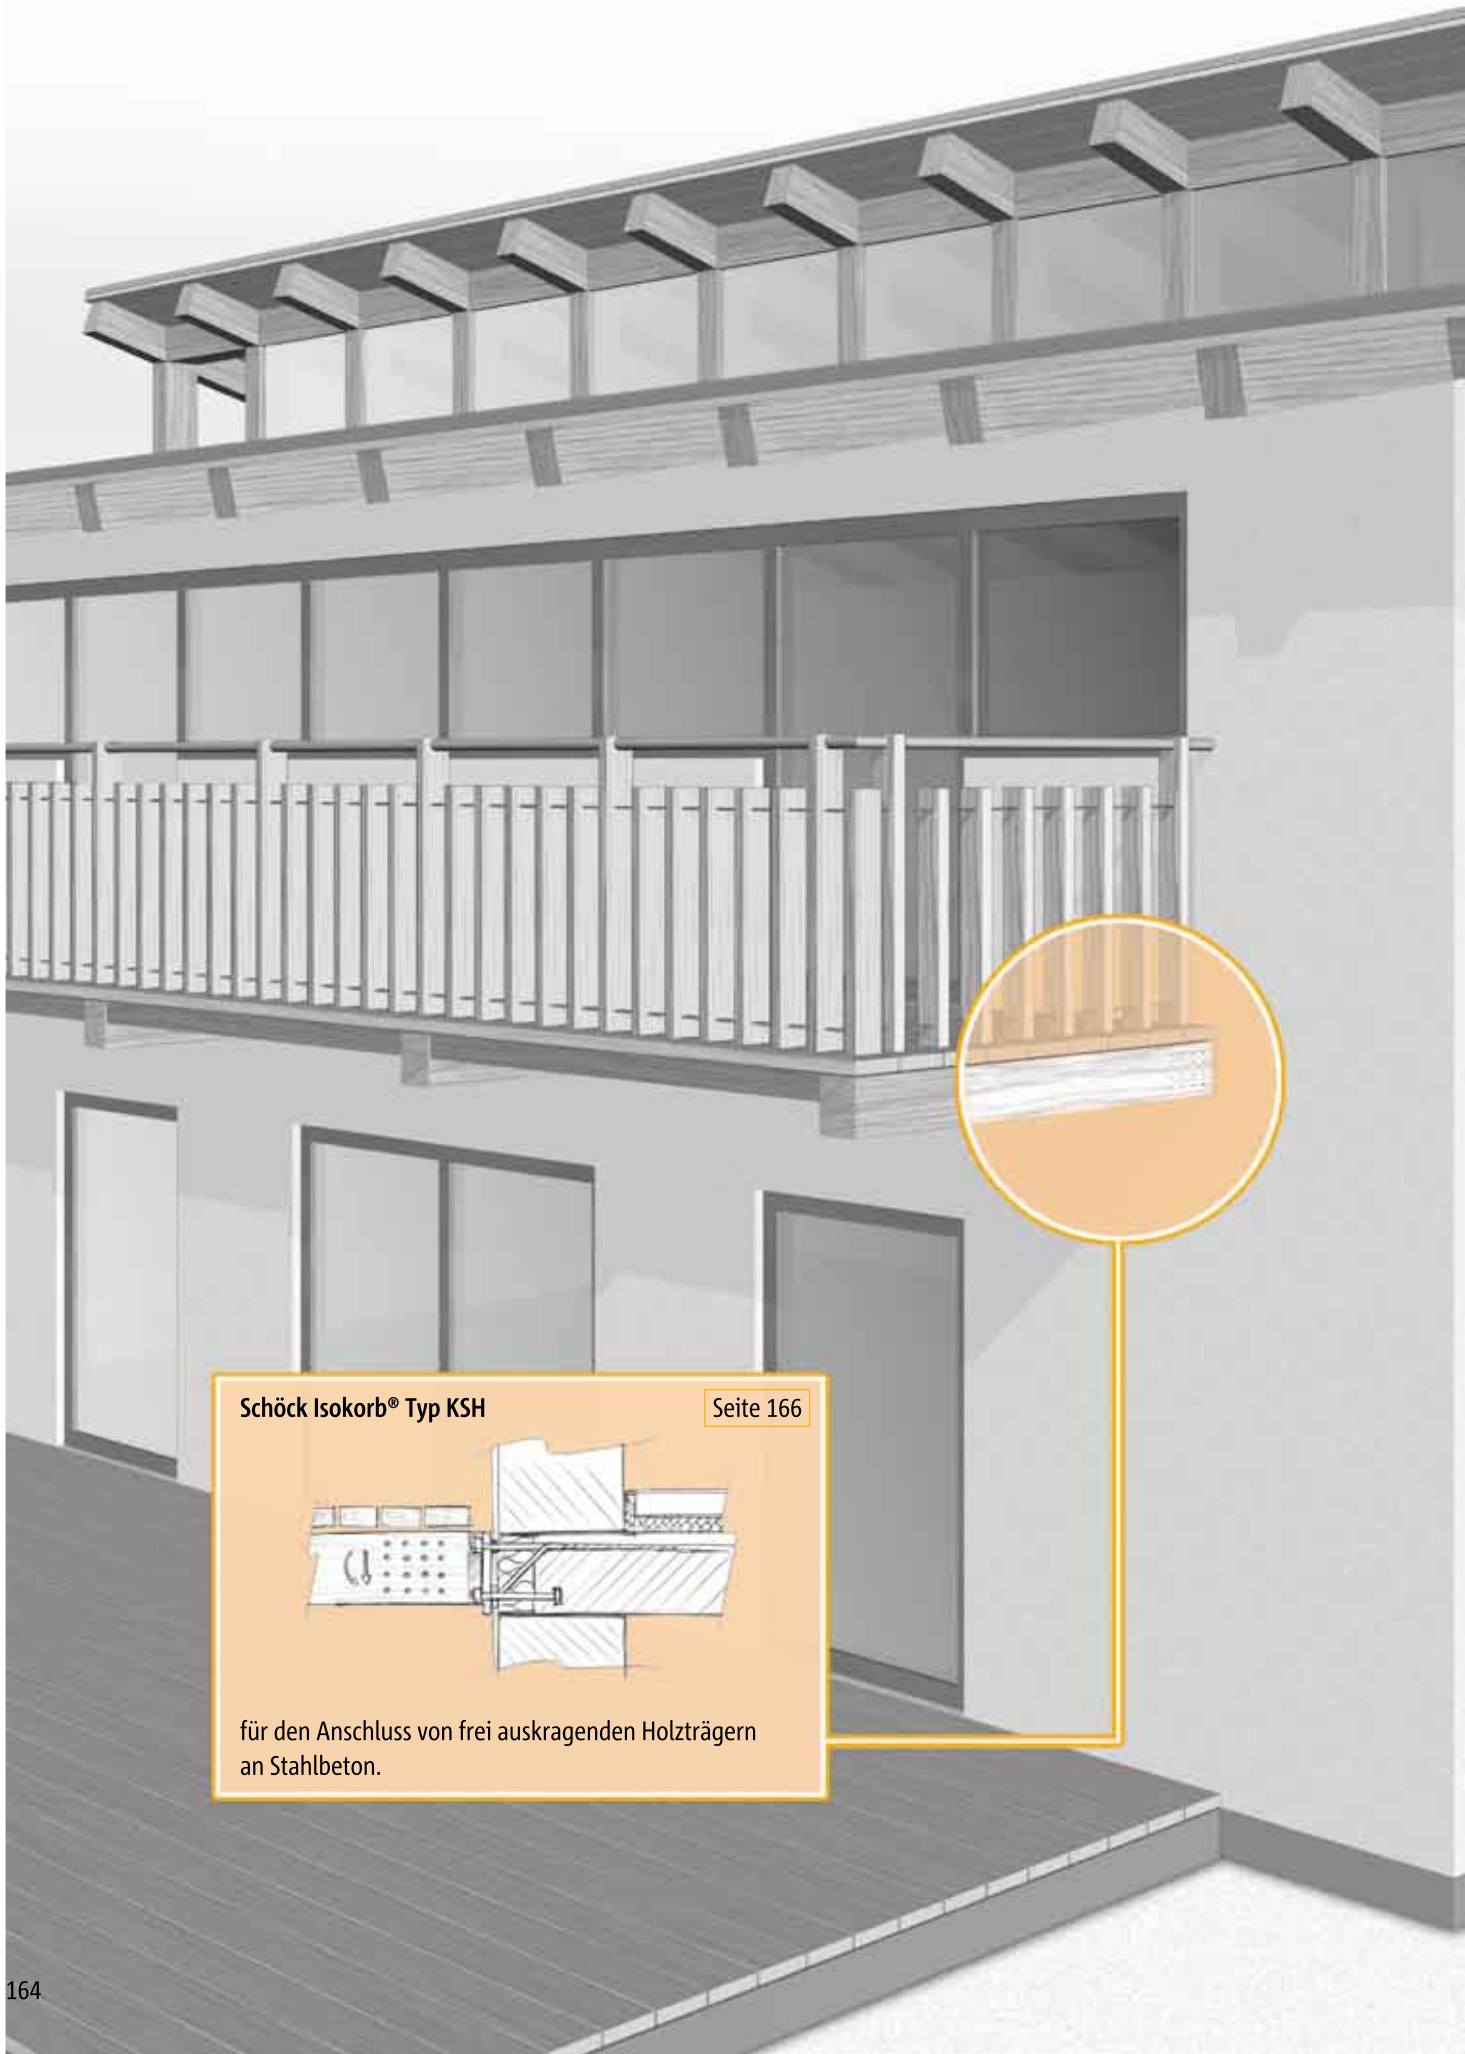 Schöck Isokorb® Typ KSH
Seite 166
für den Anschluss von frei auskragenden Holzträgern
an Stahlbeton.
164